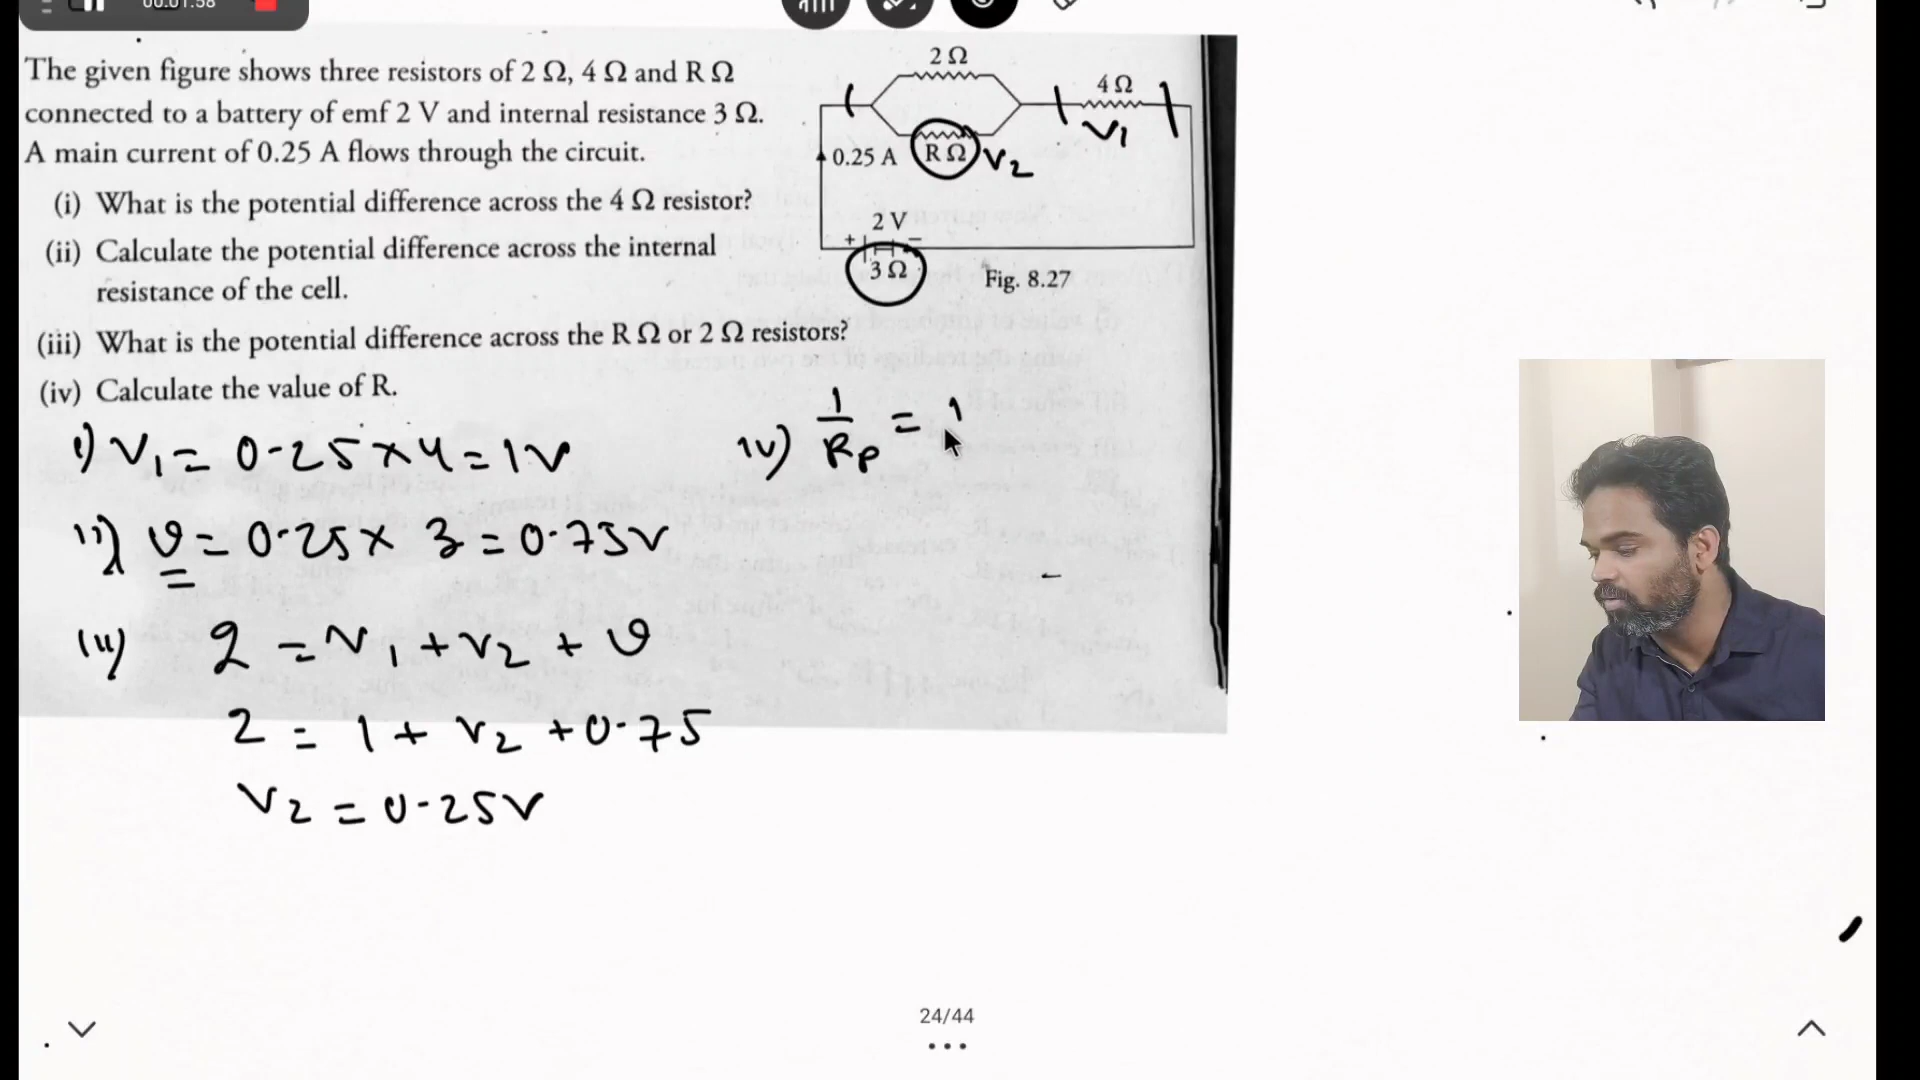 00:01:58
The given figure shows three resistors of 2 Ω, 4 Ω and R Ω
connected to a battery of emf 2 V and internal resistance 3 Ω.
A main current of 0.25 A flows through the circuit.
(i) What is the potential difference across the 4 Ω resistor?
(ii) Calculate the potential difference across the internal
resistance of the cell.
(iii) What is the potential difference across the R Ω or 2 Ω resistors?
(iv) Calculate the value of R.
2 Ω
4 Ω
V1
0.25 A
R Ω
V2
2 V
+ −
3 Ω
Fig. 8.27
i) V1 = 0.25 × 4 = 1V
ii) v = 0.25 × 3 = 0.75V
iii) 2 = V1 + V2 + v
2 = 1 + V2 + 0.75
V2 = 0.25V
iv) 1/Rp = 1
24/44